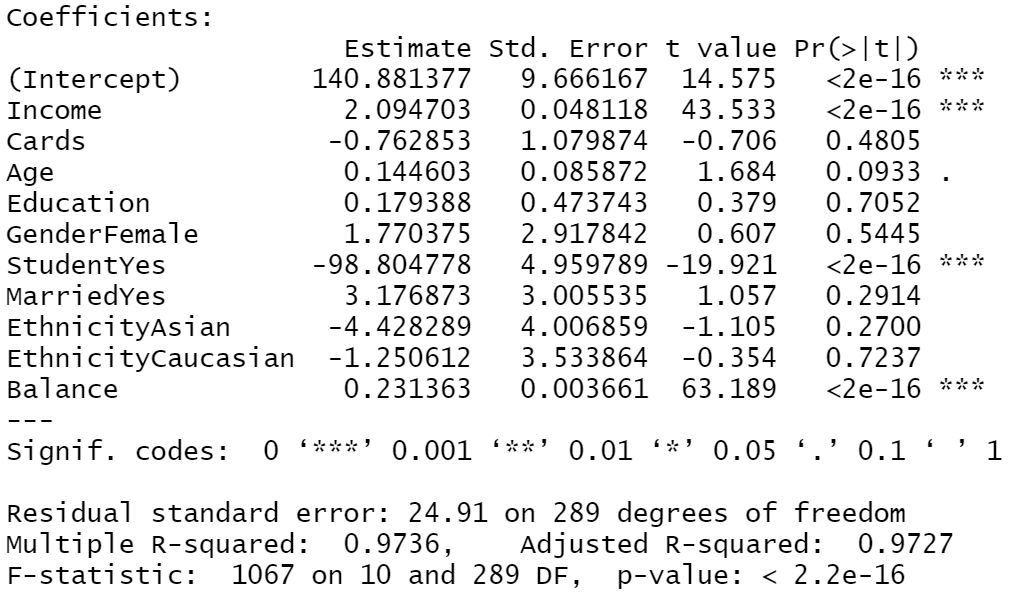 Coefficients:
                     Estimate Std. Error t value Pr(>|t|)
(Intercept)        140.881377   9.666167  14.575   <2e-16 ***
Income               2.094703   0.048118  43.533   <2e-16 ***
Cards               -0.762853   1.079874  -0.706   0.4805
Age                  0.144603   0.085872   1.684   0.0933 .
Education            0.179388   0.473743   0.379   0.7052
GenderFemale         1.770375   2.917842   0.607   0.5445
StudentYes         -98.804778   4.959789 -19.921   <2e-16 ***
MarriedYes           3.176873   3.005535   1.057   0.2914
EthnicityAsian      -4.428289   4.006859  -1.105   0.2700
EthnicityCaucasian  -1.250612   3.533864  -0.354   0.7237
Balance              0.231363   0.003661  63.189   <2e-16 ***
---
Signif. codes:  0 ‘***’ 0.001 ‘**’ 0.01 ‘*’ 0.05 ‘.’ 0.1 ‘ ’ 1

Residual standard error: 24.91 on 289 degrees of freedom
Multiple R-squared:  0.9736,    Adjusted R-squared:  0.9727
F-statistic:  1067 on 10 and 289 DF,  p-value: < 2.2e-16